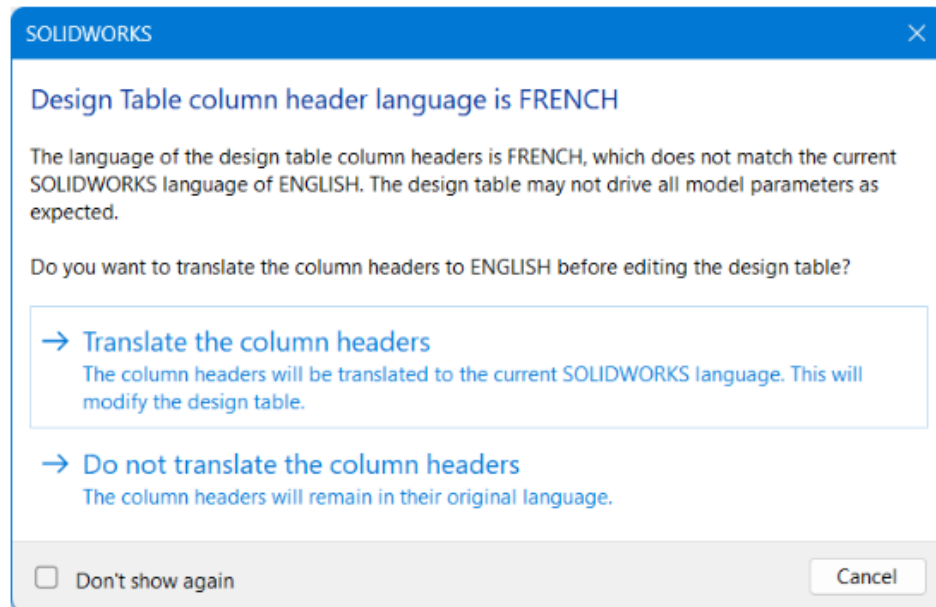 SOLIDWORKS
Design Table column header language is FRENCH
The language of the design table column headers is FRENCH, which does not match the current
SOLIDWORKS language of ENGLISH. The design table may not drive all model parameters as
expected.
Do you want to translate the column headers to ENGLISH before editing the design table?
→ Translate the column headers
The column headers will be translated to the current SOLIDWORKS language. This will
modify the design table.
→ Do not translate the column headers
The column headers will remain in their original language.
Don't show again
Cancel